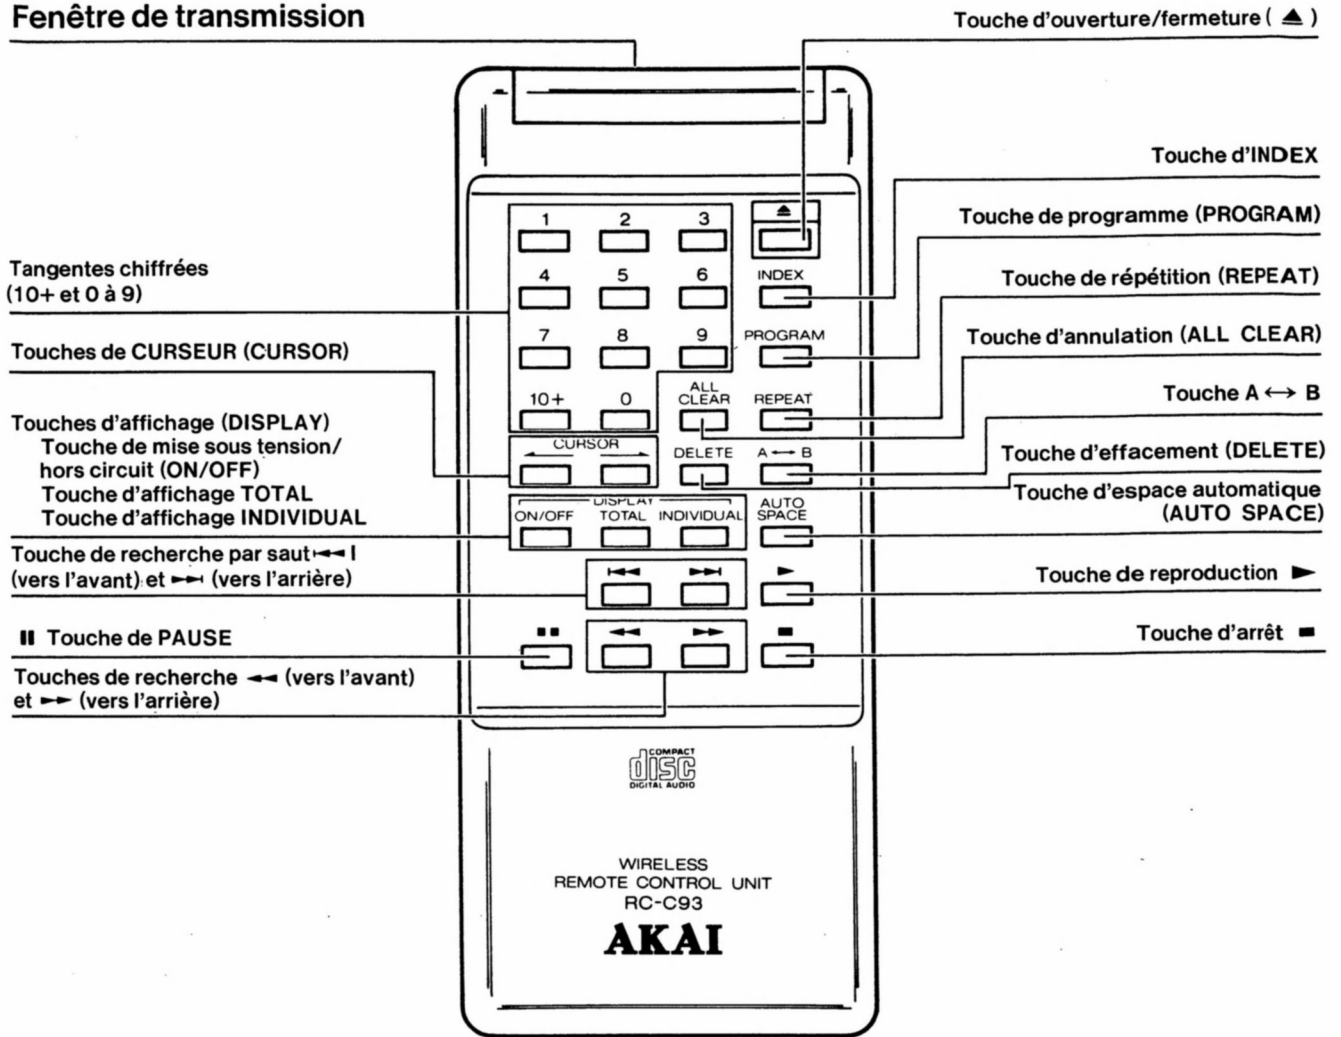 Fenêtre de transmission
Touche d'ouverture/fermeture ( ⏏ )
Touche d'INDEX
Touche de programme (PROGRAM)
Touche de répétition (REPEAT)
Touche d'annulation (ALL CLEAR)
Touche A ↔ B
Touche d'effacement (DELETE)
Touche d'espace automatique
(AUTO SPACE)
Touche de reproduction ►
Touche d'arrêt ■
Tangentes chiffrées
(10+ et 0 à 9)
Touches de CURSEUR (CURSOR)
Touches d'affichage (DISPLAY)
Touche de mise sous tension/
hors circuit (ON/OFF)
Touche d'affichage TOTAL
Touche d'affichage INDIVIDUAL
Touche de recherche par saut ⏮ I
(vers l'avant) et ⏭ (vers l'arrière)
⏸ Touche de PAUSE
Touches de recherche ◄◄ (vers l'avant)
et ►► (vers l'arrière)
1 2 3 ⏏
4 5 6 INDEX
7 8 9 PROGRAM
10+ 0 ALL CLEAR REPEAT
CURSOR
← →
DELETE A ↔ B
DISPLAY
ON/OFF TOTAL INDIVIDUAL AUTO SPACE
⏮ ⏭ ►
⏸ ◄◄ ►► ■
COMPACT
disc
DIGITAL AUDIO
WIRELESS
REMOTE CONTROL UNIT
RC-C93
AKAI